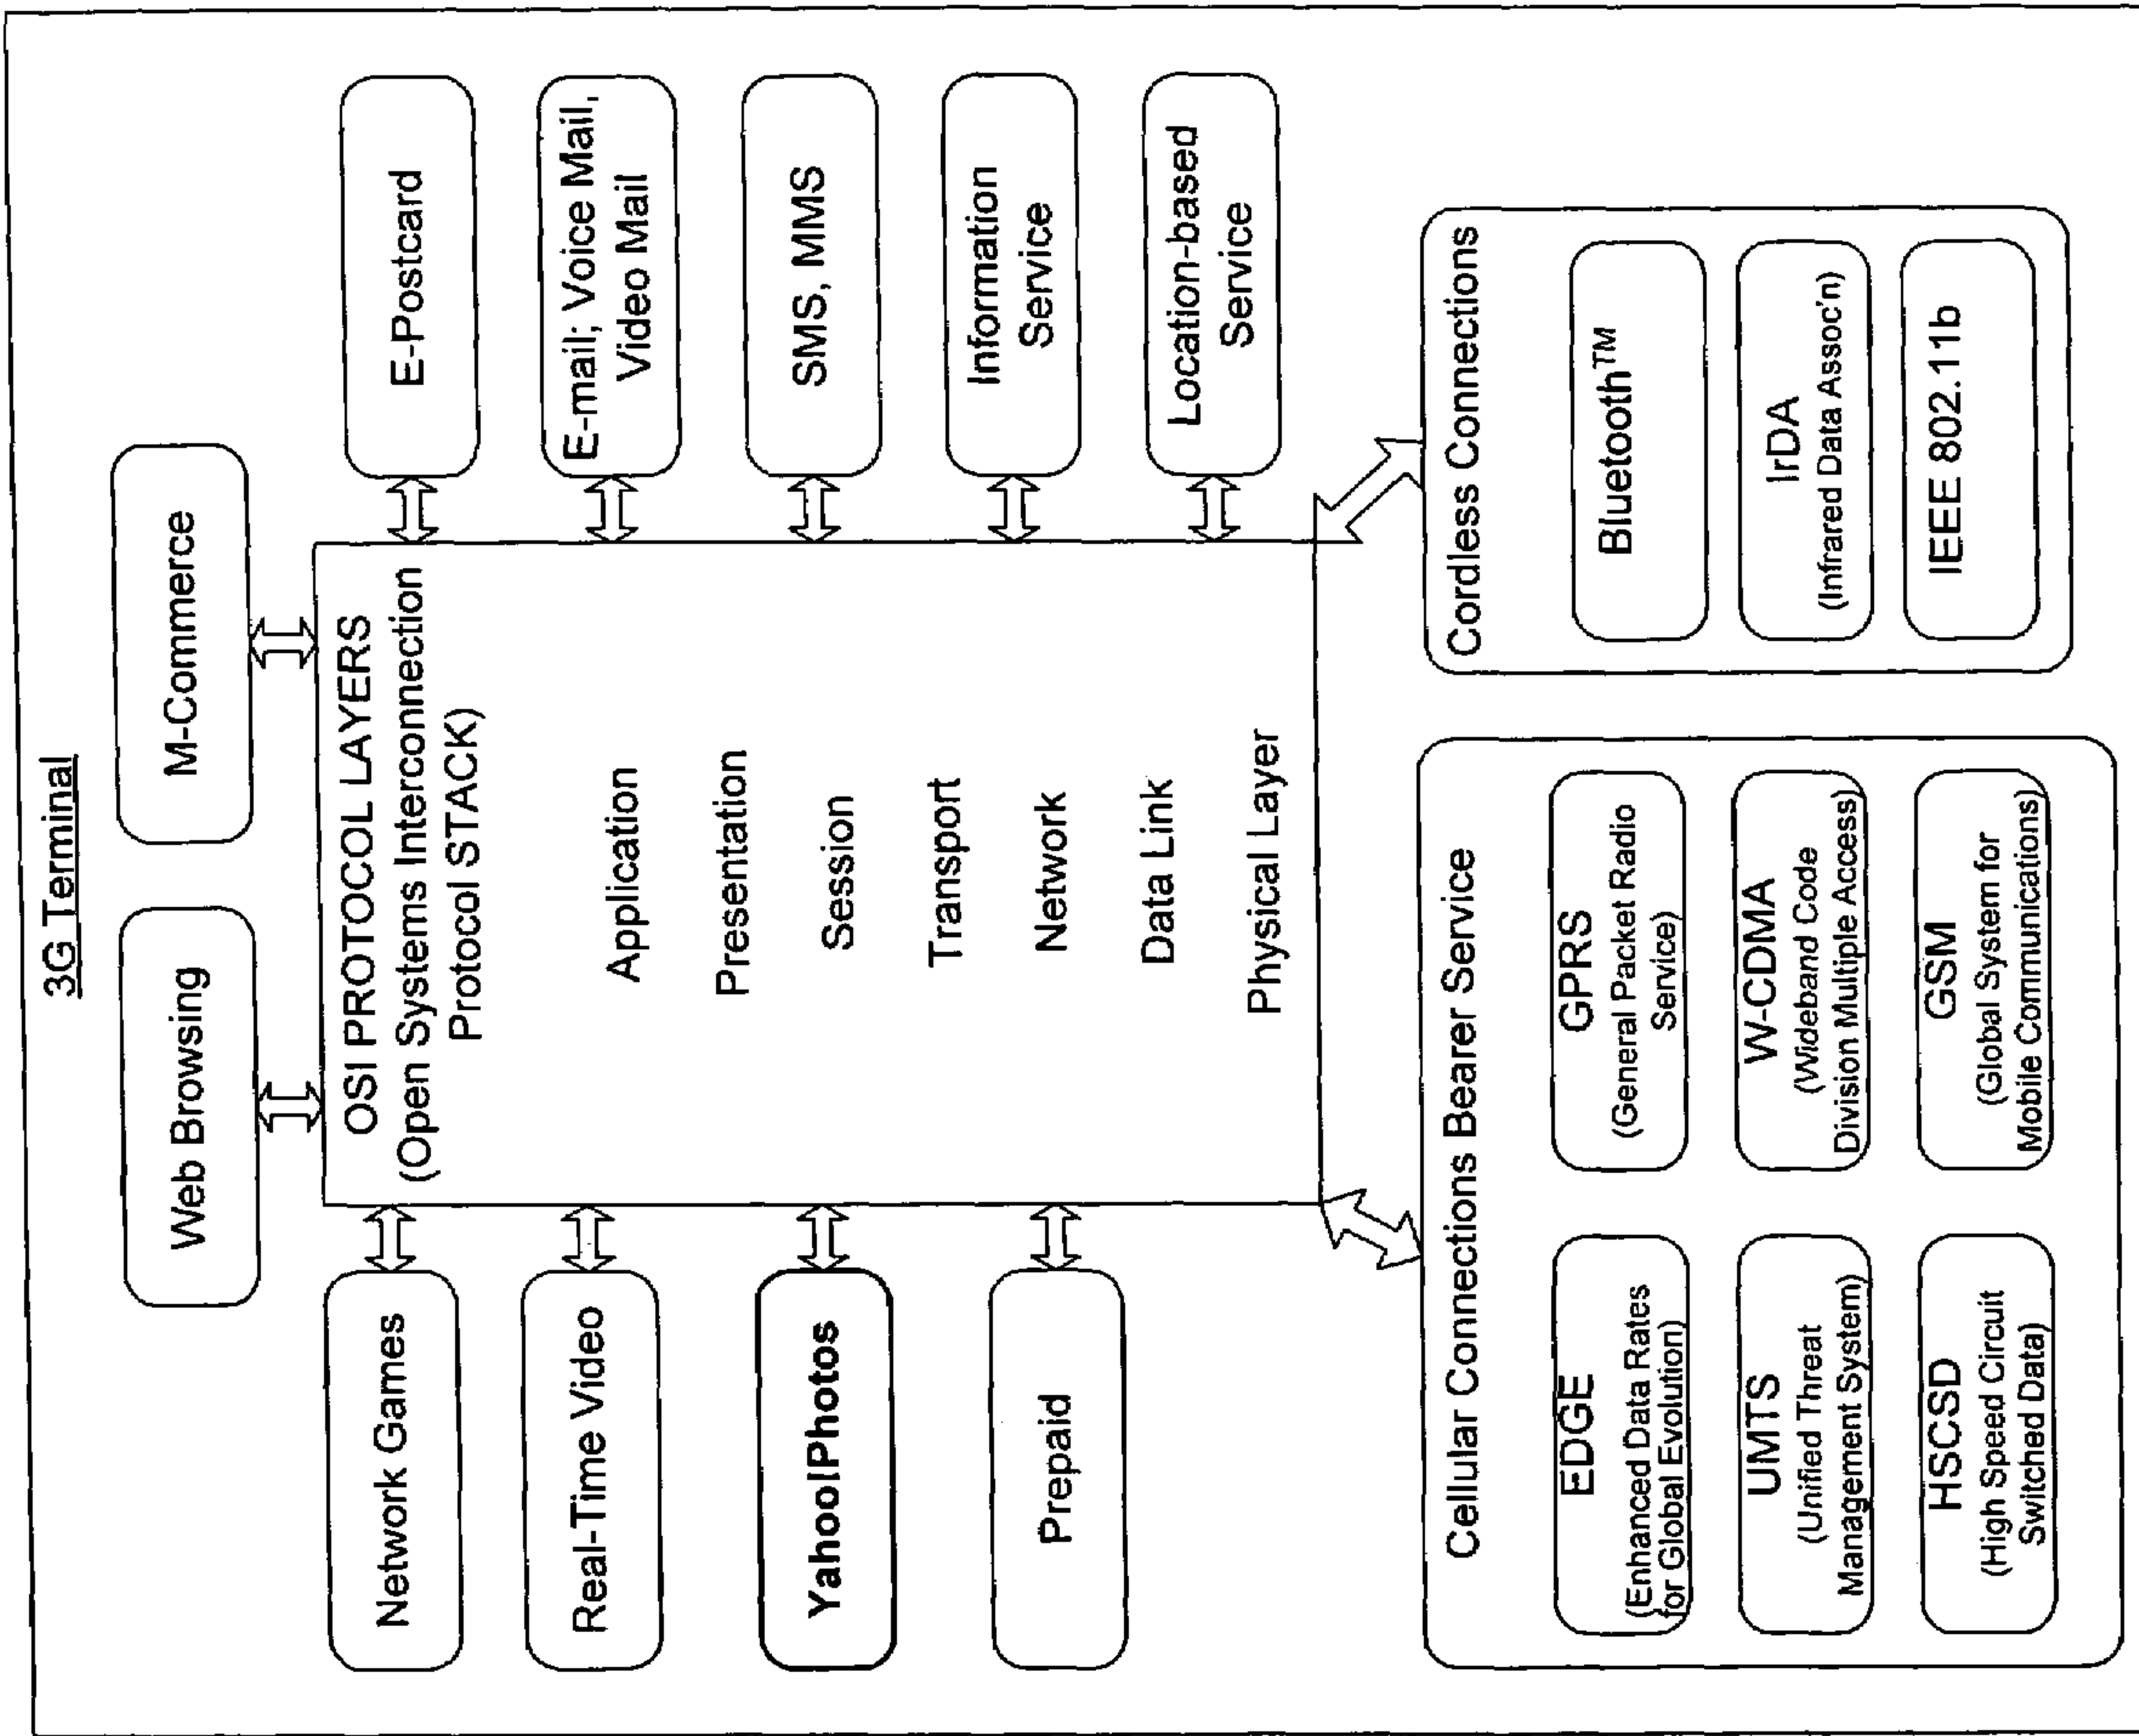 3G Terminal
Web Browsing
M-Commerce
Network Games
Real-Time Video
Yahoo!Photos
Prepaid
OSI PROTOCOL LAYERS
(Open Systems Interconnection
Protocol STACK)
Application
Presentation
Session
Transport
Network
Data Link
Physical Layer
E-Postcard
E-mail; Voice Mail,
Video Mail
SMS, MMS
Information
Service
Location-based
Service
Cellular Connections Bearer Service
EDGE
(Enhanced Data Rates
for Global Evolution)
GPRS
(General Packet Radio
Service)
UMTS
(Unified Threat
Management System)
W-CDMA
(Wideband Code
Division Multiple Access)
HSCSD
(High Speed Circuit
Switched Data)
GSM
(Global System for
Mobile Communications)
Cordless Connections
Bluetooth™
IrDA
(Infrared Data Assoc'n)
IEEE 802.11b